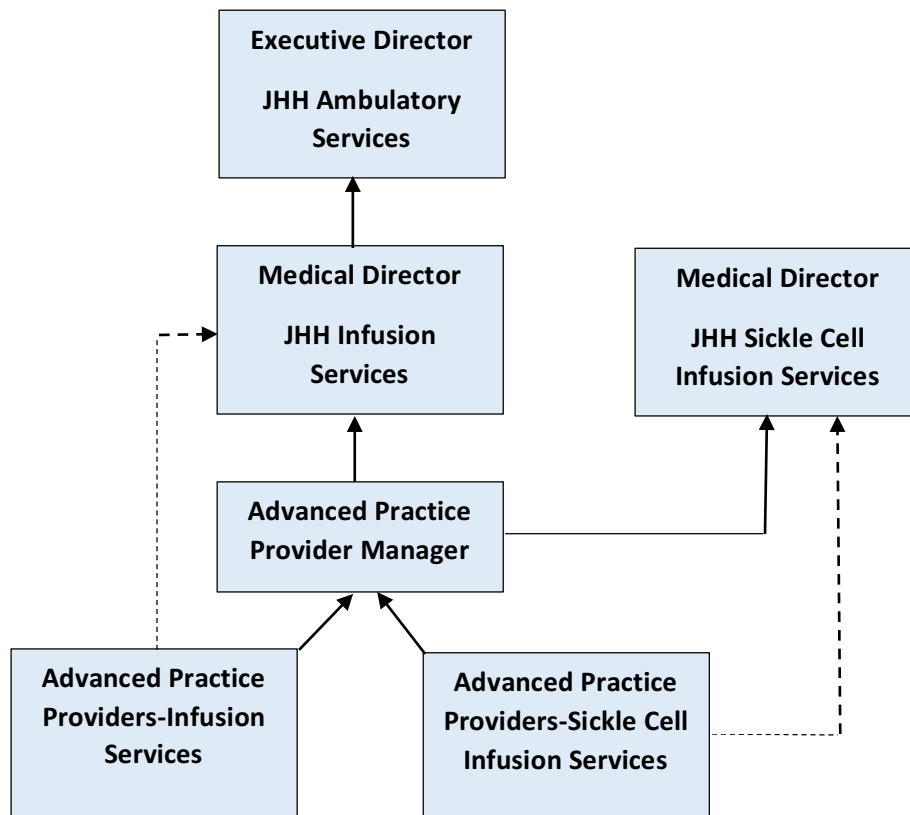 Executive Director
JHH Ambulatory
Services
Medical Director
JHH Infusion
Services
Medical Director
JHH Sickle Cell
Infusion Services
Advanced Practice
Provider Manager
Advanced Practice
Providers-Infusion
Services
Advanced Practice
Providers-Sickle Cell
Infusion Services